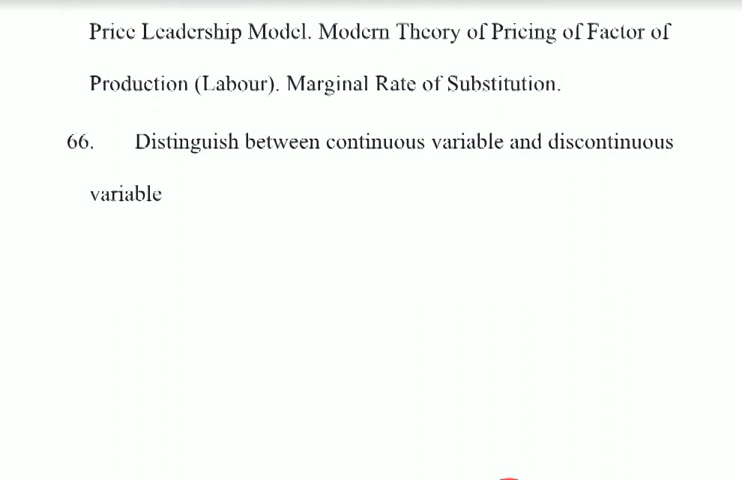 Price Leadership Model. Modern Theory of Pricing of Factor of
Production (Labour). Marginal Rate of Substitution.
66. Distinguish between continuous variable and discontinuous
variable